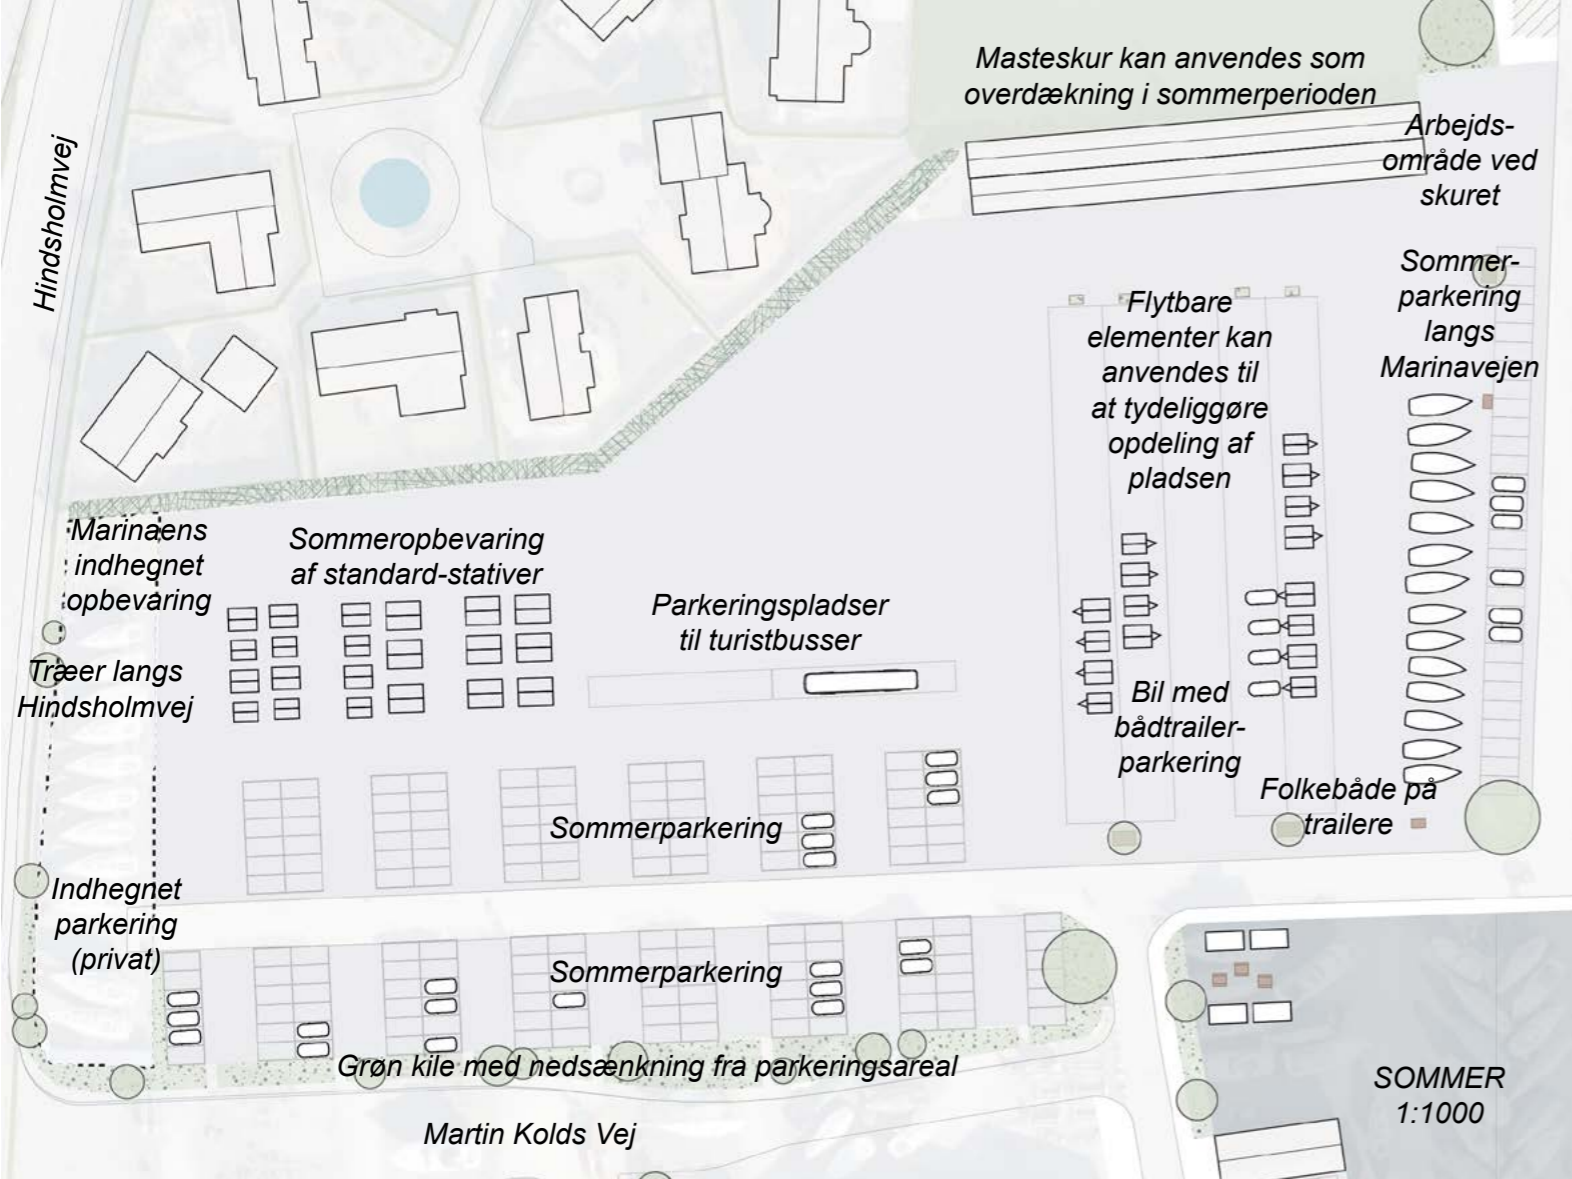 Masteskur kan anvendes som
overdækning i sommerperioden
Arbejds-
område ved
skuret
Hindsholmvej
Sommer-
parkering
langs
Marinavejen
Flytbare
elementer kan
anvendes til
at tydeliggøre
opdeling af
pladsen
Marinaens
indhegnet
opbevaring
Sommeropbevaring
af standard-stativer
Parkeringspladser
til turistbusser
Træer langs
Hindsholmvej
Bil med
bådtrailer-
parkering
Folkebåde på
trailere
Sommerparkering
Indhegnet
parkering
(privat)
Sommerparkering
Grøn kile med nedsænkning fra parkeringsareal
Martin Kolds Vej
SOMMER
1:1000